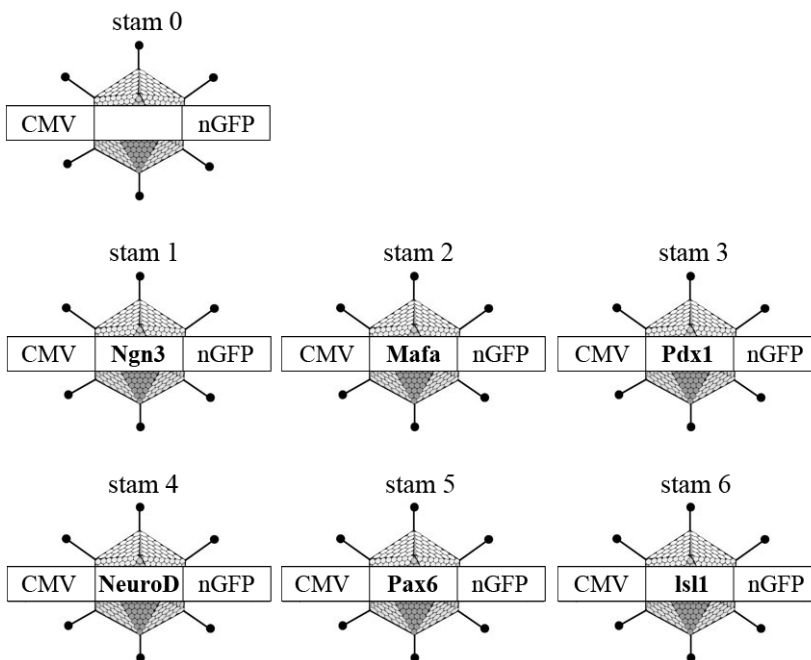 stam 0
CMV nGFP
stam 1 stam 2 stam 3
CMV Ngn3 nGFP CMV Mafa nGFP CMV Pdx1 nGFP
stam 4 stam 5 stam 6
CMV NeuroD nGFP CMV Pax6 nGFP CMV lsl1 nGFP